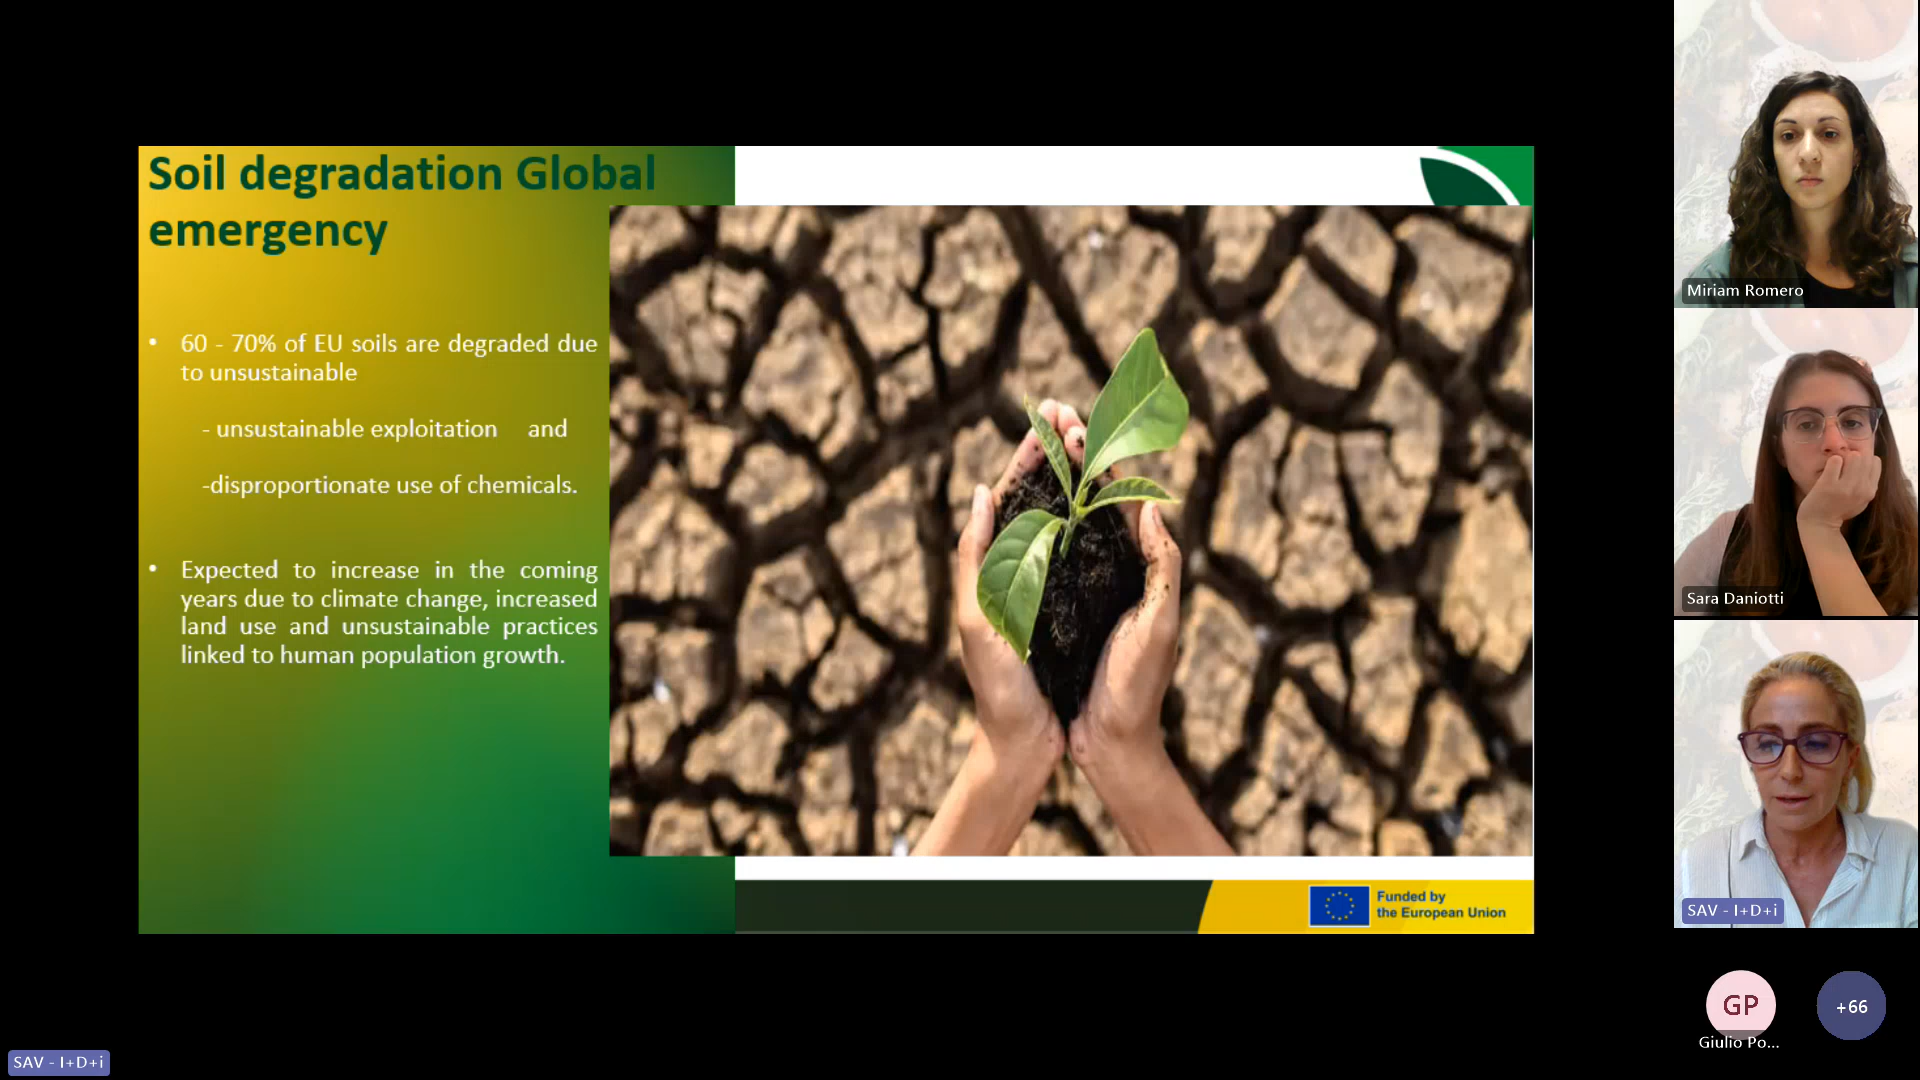 Soil degradation Global
emergency
• 60 - 70% of EU soils are degraded due
to unsustainable
- unsustainable exploitation and
-disproportionate use of chemicals.
• Expected to increase in the coming
years due to climate change, increased
land use and unsustainable practices
linked to human population growth.
Funded by
the European Union
Miriam Romero
Sara Daniotti
SAV - I+D+i
GP
+66
Giulio Po...
SAV - I+D+i